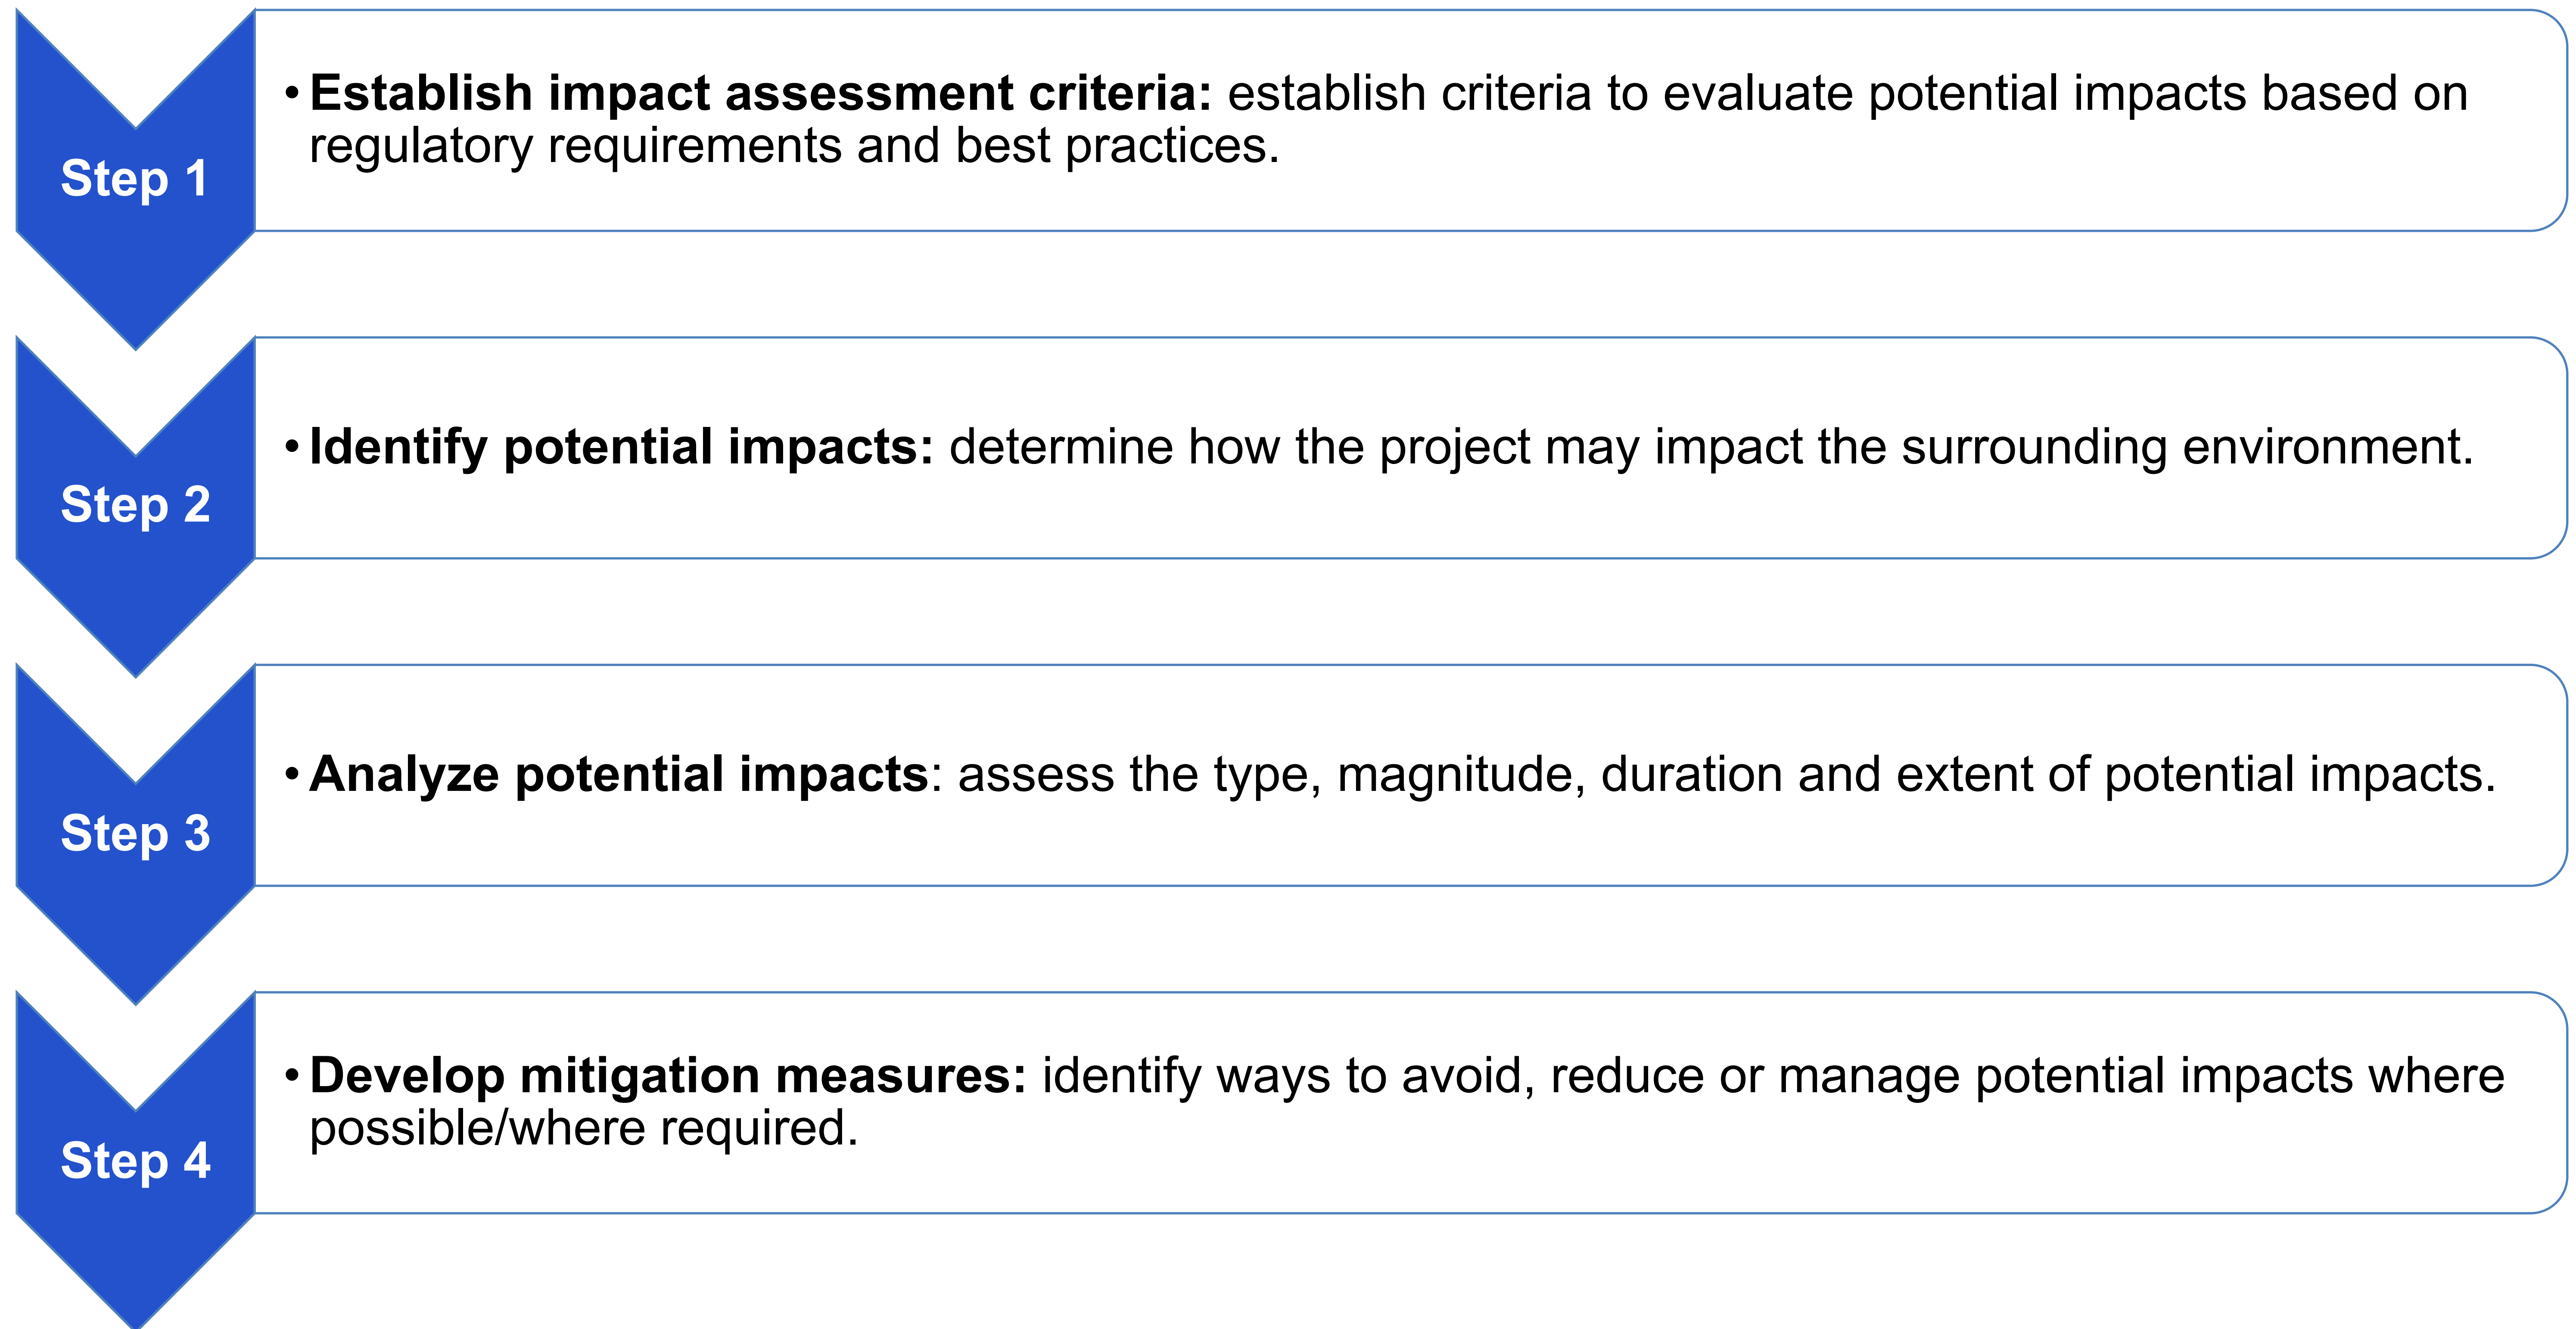 Step 1
• Establish impact assessment criteria: establish criteria to evaluate potential impacts based on
regulatory requirements and best practices.
Step 2
• Identify potential impacts: determine how the project may impact the surrounding environment.
Step 3
• Analyze potential impacts: assess the type, magnitude, duration and extent of potential impacts.
Step 4
• Develop mitigation measures: identify ways to avoid, reduce or manage potential impacts where
possible/where required.